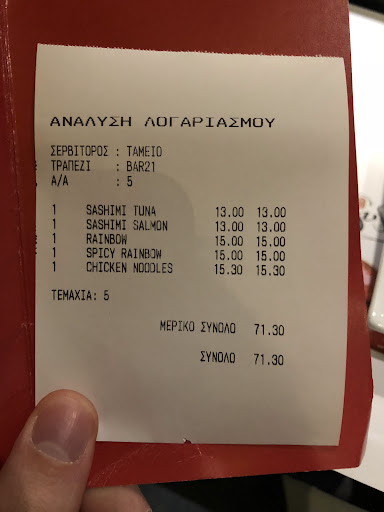 ΑΝΑΛΥΣΗ ΛΟΓΑΡΙΑΣΜΟΥ
ΣΕΡΒΙΤΟΡΟΣ : ΤΑΜΕΙΟ
ΤΡΑΠΕΖΙ : BAR21
Α/Α : 5
1 SASHIMI TUNA 13.00 13.00
1 SASHIMI SALMON 13.00 13.00
1 RAINBOW 15.00 15.00
1 SPICY RAINBOW 15.00 15.00
1 CHICKEN NOODLES 15.30 15.30
ΤΕΜΑΧΙΑ: 5
ΜΕΡΙΚΟ ΣΥΝΟΛΟ 71.30
ΣΥΝΟΛΟ 71.30